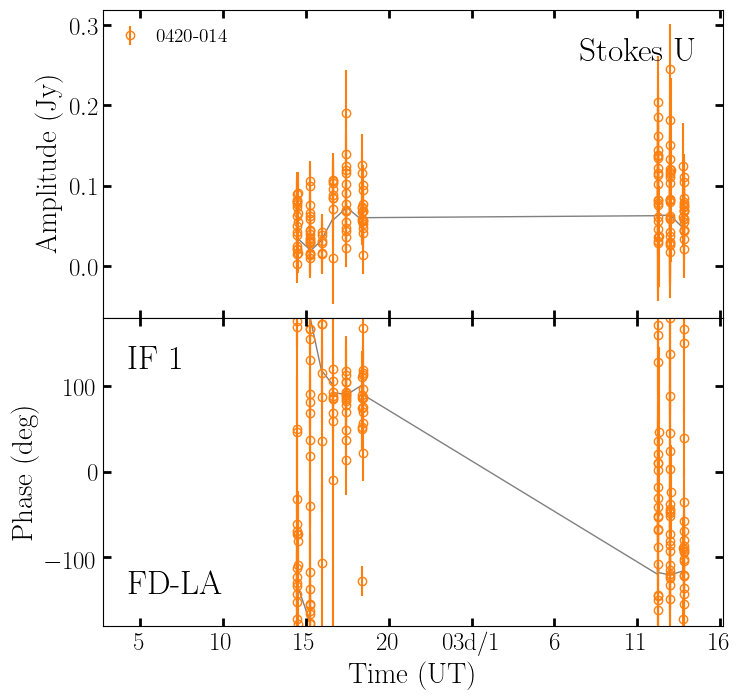 0420-014
Stokes U
Amplitude (Jy)
0.3
0.2
0.1
0.0
IF 1
FD-LA
Phase (deg)
100
0
−100
5 10 15 20 03d/1 6 11 16
Time (UT)